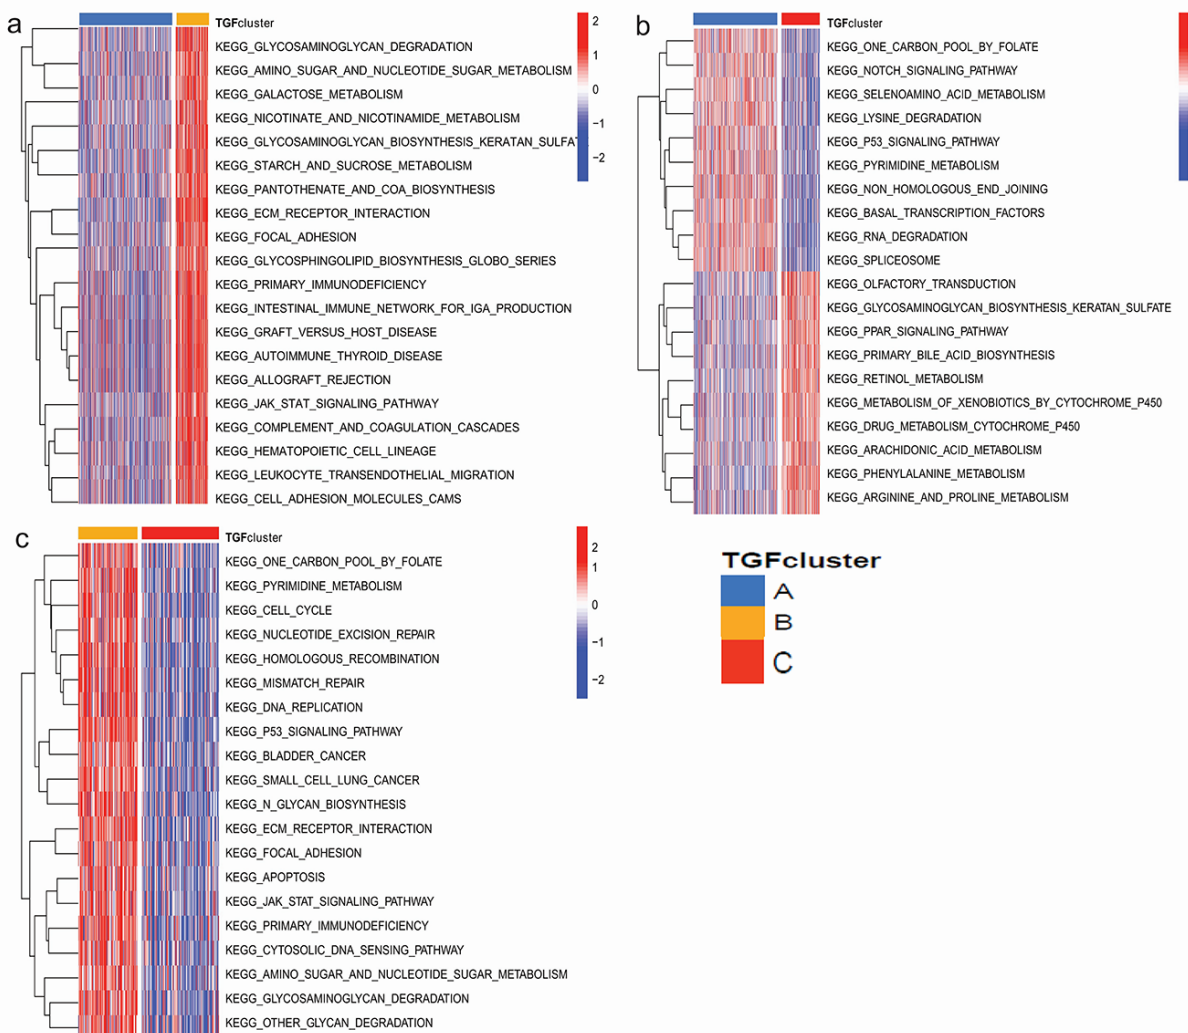 a
TGFcluster
KEGG_GLYCOSAMINOGLYCAN_DEGRADATION
KEGG_AMINO_SUGAR_AND_NUCLEOTIDE_SUGAR_METABOLISM
KEGG_GALACTOSE_METABOLISM
KEGG_NICOTINATE_AND_NICOTINAMIDE_METABOLISM
KEGG_GLYCOSAMINOGLYCAN_BIOSYNTHESIS_KERATAN_SULFAT
KEGG_STARCH_AND_SUCROSE_METABOLISM
KEGG_PANTOTHENATE_AND_COA_BIOSYNTHESIS
KEGG_ECM_RECEPTOR_INTERACTION
KEGG_FOCAL_ADHESION
KEGG_GLYCOSPHINGOLIPID_BIOSYNTHESIS_GLOBO_SERIES
KEGG_PRIMARY_IMMUNODEFICIENCY
KEGG_INTESTINAL_IMMUNE_NETWORK_FOR_IGA_PRODUCTION
KEGG_GRAFT_VERSUS_HOST_DISEASE
KEGG_AUTOIMMUNE_THYROID_DISEASE
KEGG_ALLOGRAFT_REJECTION
KEGG_JAK_STAT_SIGNALING_PATHWAY
KEGG_COMPLEMENT_AND_COAGULATION_CASCADES
KEGG_HEMATOPOIETIC_CELL_LINEAGE
KEGG_LEUKOCYTE_TRANSENDOTHELIAL_MIGRATION
KEGG_CELL_ADHESION_MOLECULES_CAMS
2
1
0
−1
−2
b
TGFcluster
KEGG_ONE_CARBON_POOL_BY_FOLATE
KEGG_NOTCH_SIGNALING_PATHWAY
KEGG_SELENOAMINO_ACID_METABOLISM
KEGG_LYSINE_DEGRADATION
KEGG_P53_SIGNALING_PATHWAY
KEGG_PYRIMIDINE_METABOLISM
KEGG_NON_HOMOLOGOUS_END_JOINING
KEGG_BASAL_TRANSCRIPTION_FACTORS
KEGG_RNA_DEGRADATION
KEGG_SPLICEOSOME
KEGG_OLFACTORY_TRANSDUCTION
KEGG_GLYCOSAMINOGLYCAN_BIOSYNTHESIS_KERATAN_SULFATE
KEGG_PPAR_SIGNALING_PATHWAY
KEGG_PRIMARY_BILE_ACID_BIOSYNTHESIS
KEGG_RETINOL_METABOLISM
KEGG_METABOLISM_OF_XENOBIOTICS_BY_CYTOCHROME_P450
KEGG_DRUG_METABOLISM_CYTOCHROME_P450
KEGG_ARACHIDONIC_ACID_METABOLISM
KEGG_PHENYLALANINE_METABOLISM
KEGG_ARGININE_AND_PROLINE_METABOLISM
c
TGFcluster
KEGG_ONE_CARBON_POOL_BY_FOLATE
KEGG_PYRIMIDINE_METABOLISM
KEGG_CELL_CYCLE
KEGG_NUCLEOTIDE_EXCISION_REPAIR
KEGG_HOMOLOGOUS_RECOMBINATION
KEGG_MISMATCH_REPAIR
KEGG_DNA_REPLICATION
KEGG_P53_SIGNALING_PATHWAY
KEGG_BLADDER_CANCER
KEGG_SMALL_CELL_LUNG_CANCER
KEGG_N_GLYCAN_BIOSYNTHESIS
KEGG_ECM_RECEPTOR_INTERACTION
KEGG_FOCAL_ADHESION
KEGG_APOPTOSIS
KEGG_JAK_STAT_SIGNALING_PATHWAY
KEGG_PRIMARY_IMMUNODEFICIENCY
KEGG_CYTOSOLIC_DNA_SENSING_PATHWAY
KEGG_AMINO_SUGAR_AND_NUCLEOTIDE_SUGAR_METABOLISM
KEGG_GLYCOSAMINOGLYCAN_DEGRADATION
KEGG_OTHER_GLYCAN_DEGRADATION
2
1
0
−1
−2
TGFcluster
A
B
C